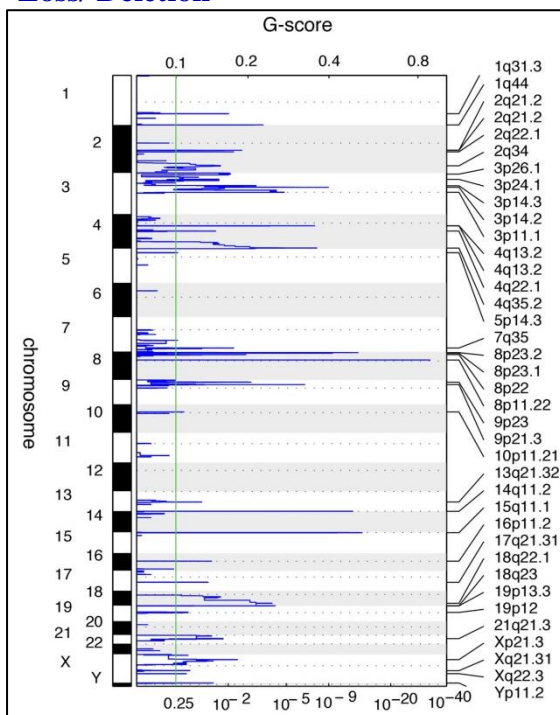 Loss/Deletion
G-score
0.1 0.2 0.4 0.8
chromosome
1
2
3
4
5
6
7
8
9
10
11
12
13
14
15
16
17
18
19
20
21
22
X
Y
1q31.3
1q44
2q21.2
2q21.2
2q22.1
2q34
3p26.1
3p24.1
3p14.3
3p14.2
3p11.1
4q13.2
4q13.2
4q22.1
4q35.2
5p14.3
7q35
8p23.2
8p23.1
8p22
8p11.22
9p23
9p21.3
10p11.21
13q21.32
14q11.2
15q11.1
16p11.2
17q21.31
18q22.1
18q23
19p13.3
19p12
21q21.3
Xp21.3
Xq21.31
Xq22.3
Yp11.2
0.25 10⁻² 10⁻⁵ 10⁻⁹ 10⁻²⁰ 10⁻⁴⁰